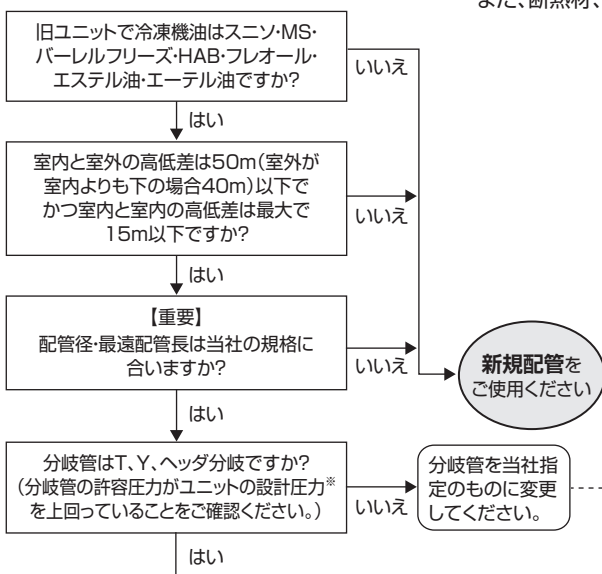 また、断熱材、
旧ユニットで冷凍機油はスニソ・MS・
バーレルフリーズ・HAB・フレオール・
エステル油・エーテル油ですか?
いいえ
はい
室内と室外の高低差は50m(室外が
室内よりも下の場合40m)以下で
かつ室内と室内の高低差は最大で
15m以下ですか?
いいえ
はい
【重要】
配管径・最遠配管長は当社の規格に
合いますか?
いいえ
新規配管を
ご使用ください
はい
分岐管はT、Y、ヘッダ分岐ですか?
(分岐管の許容圧力がユニットの設計圧力※
を上回っていることをご確認ください。)
いいえ
分岐管を当社指
定のものに変更
してください。
はい